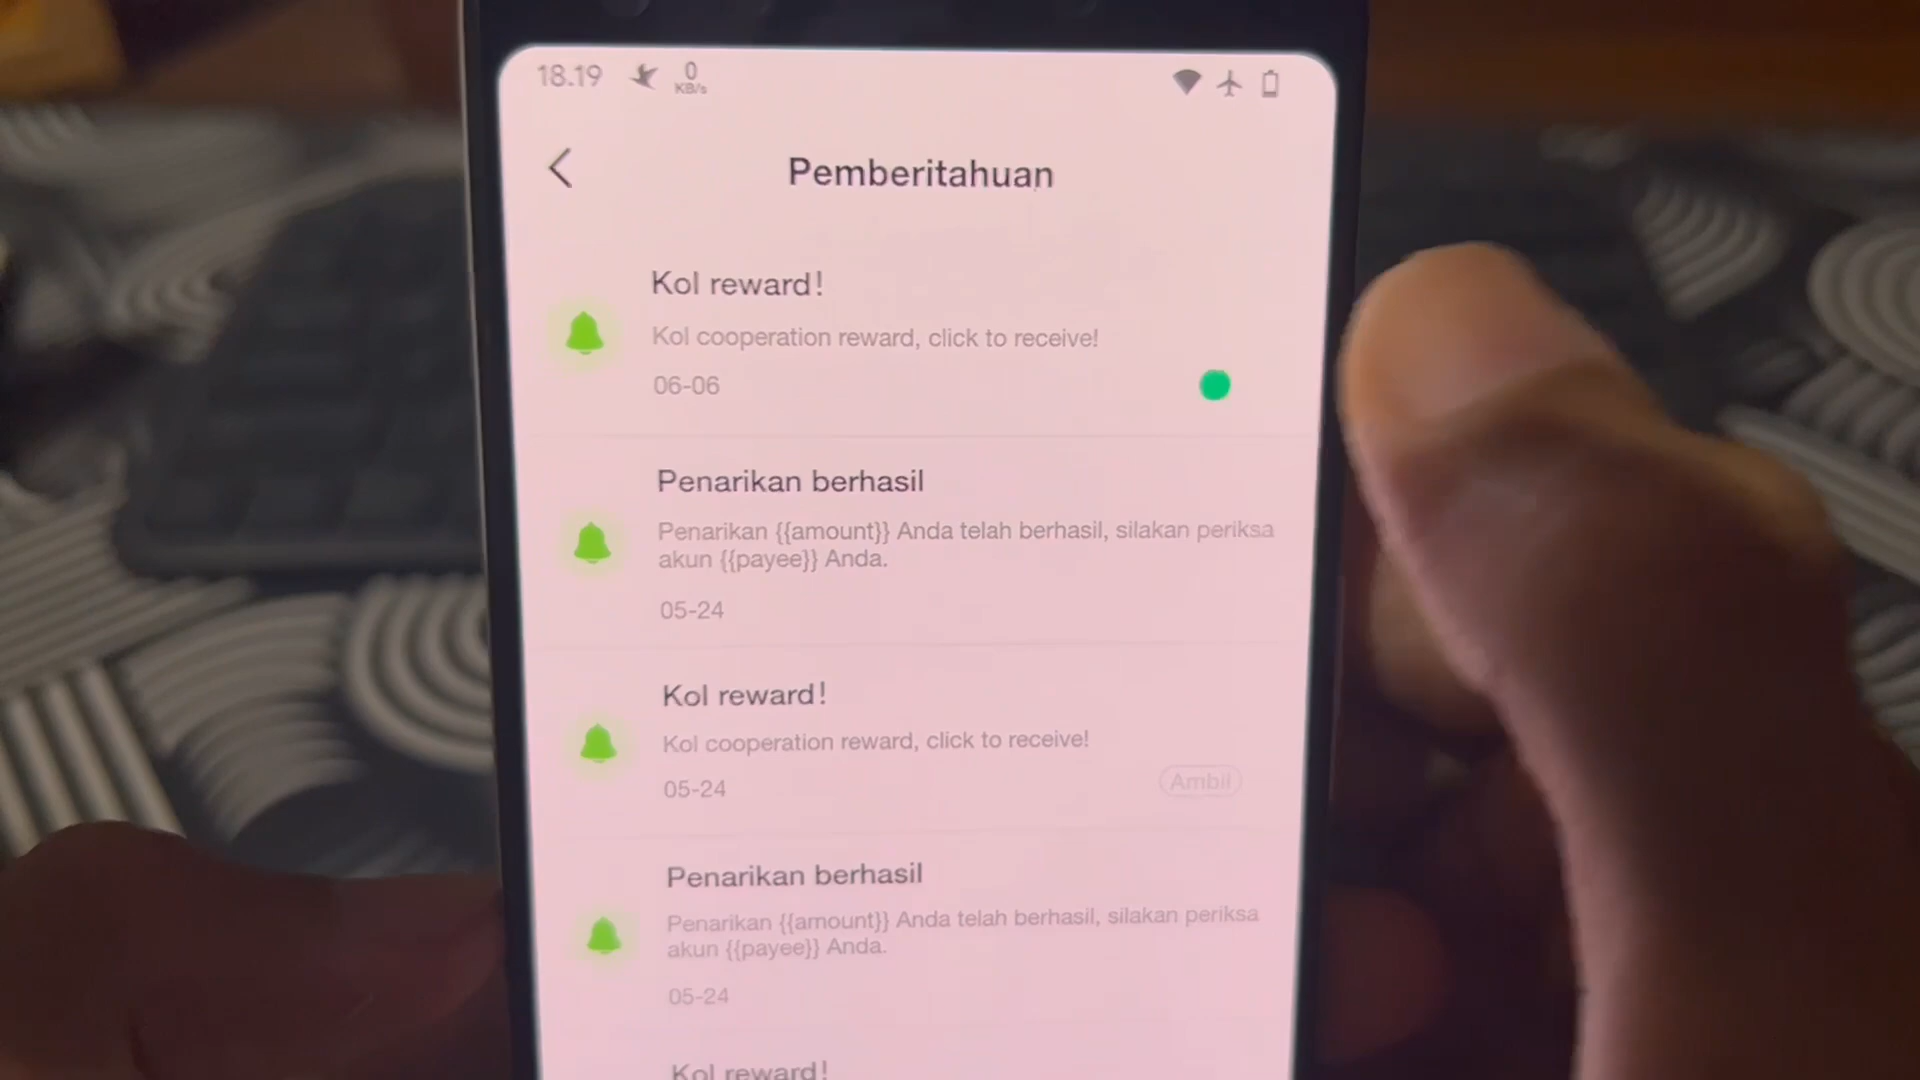 18.19
0
KB/s
Pemberitahuan
Kol reward!
Kol cooperation reward, click to receive!
06-06
Penarikan berhasil
Penarikan {{amount}} Anda telah berhasil, silakan periksa
akun {{payee}} Anda.
05-24
Kol reward!
Kol cooperation reward, click to receive!
05-24
Ambil
Penarikan berhasil
Penarikan {{amount}} Anda telah berhasil, silakan periksa
akun {{payee}} Anda.
05-24
Kol reward!